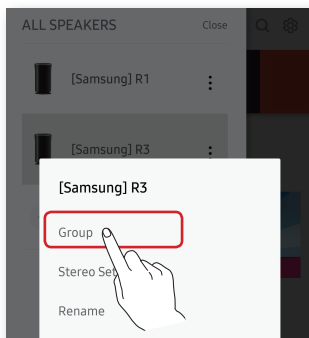 ALL SPEAKERS Close
[Samsung] R1
[Samsung] R3
[Samsung] R3
Group
Stereo Set
Rename